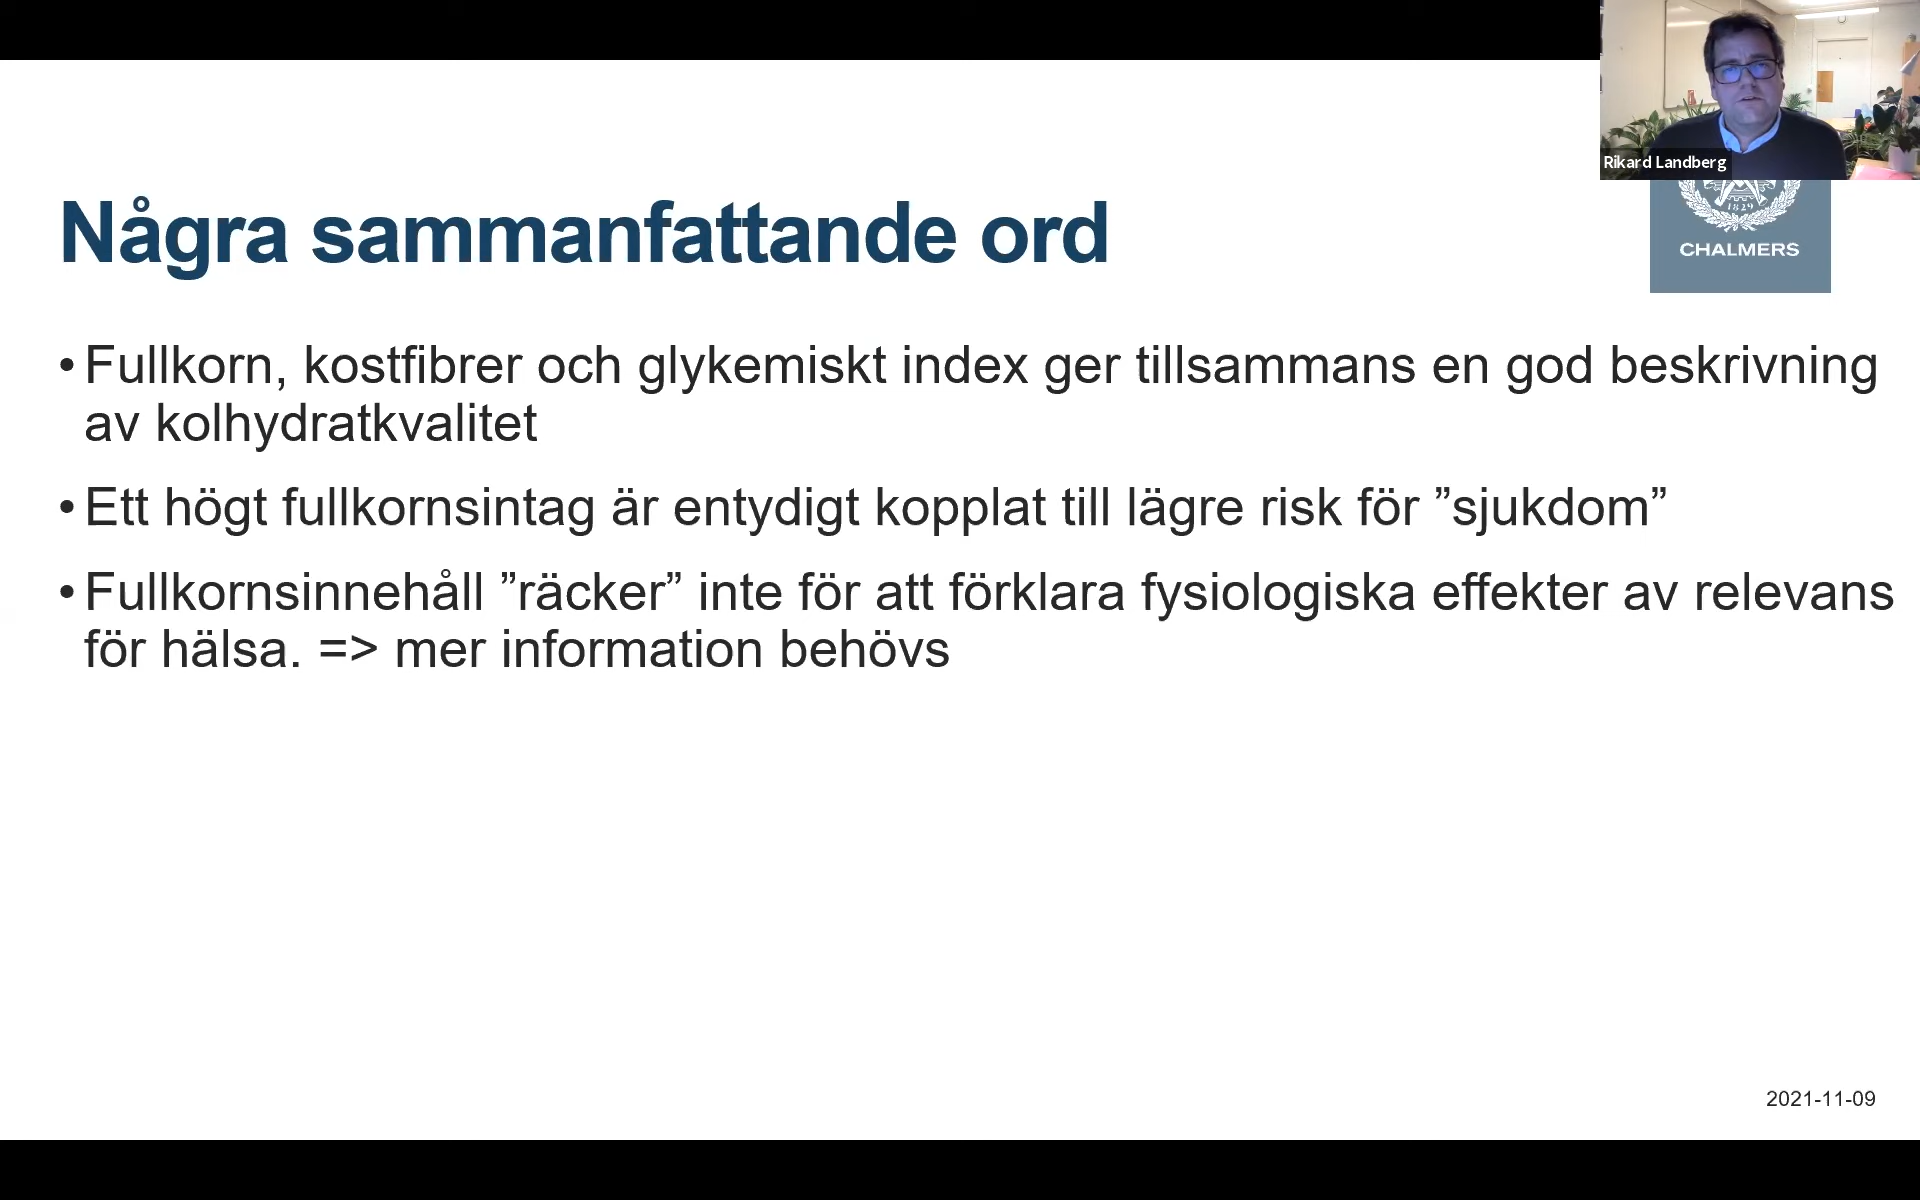 Rikard Landberg
1829
CHALMERS
Några sammanfattande ord
• Fullkorn, kostfibrer och glykemiskt index ger tillsammans en god beskrivning
av kolhydratkvalitet
• Ett högt fullkornsintag är entydigt kopplat till lägre risk för ”sjukdom”
• Fullkornsinnehåll ”räcker” inte för att förklara fysiologiska effekter av relevans
för hälsa. => mer information behövs
2021-11-09